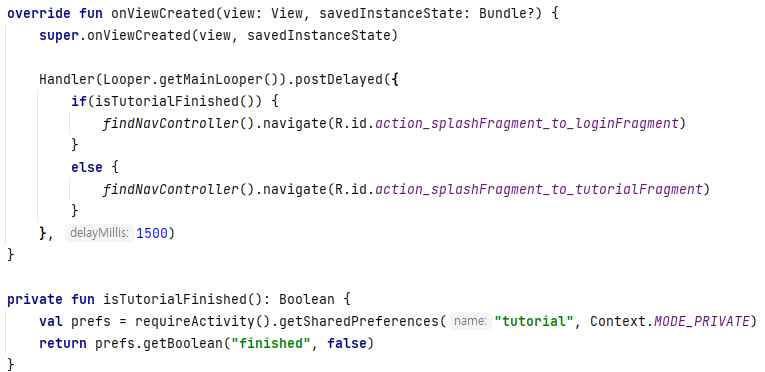 override fun onViewCreated(view: View, savedInstanceState: Bundle?) {
    super.onViewCreated(view, savedInstanceState)

    Handler(Looper.getMainLooper()).postDelayed({
        if(isTutorialFinished()) {
            findNavController().navigate(R.id.action_splashFragment_to_loginFragment)
        }
        else {
            findNavController().navigate(R.id.action_splashFragment_to_tutorialFragment)
        }
    }, delayMillis: 1500)
}

private fun isTutorialFinished(): Boolean {
    val prefs = requireActivity().getSharedPreferences( name: "tutorial", Context.MODE_PRIVATE)
    return prefs.getBoolean("finished", false)
}